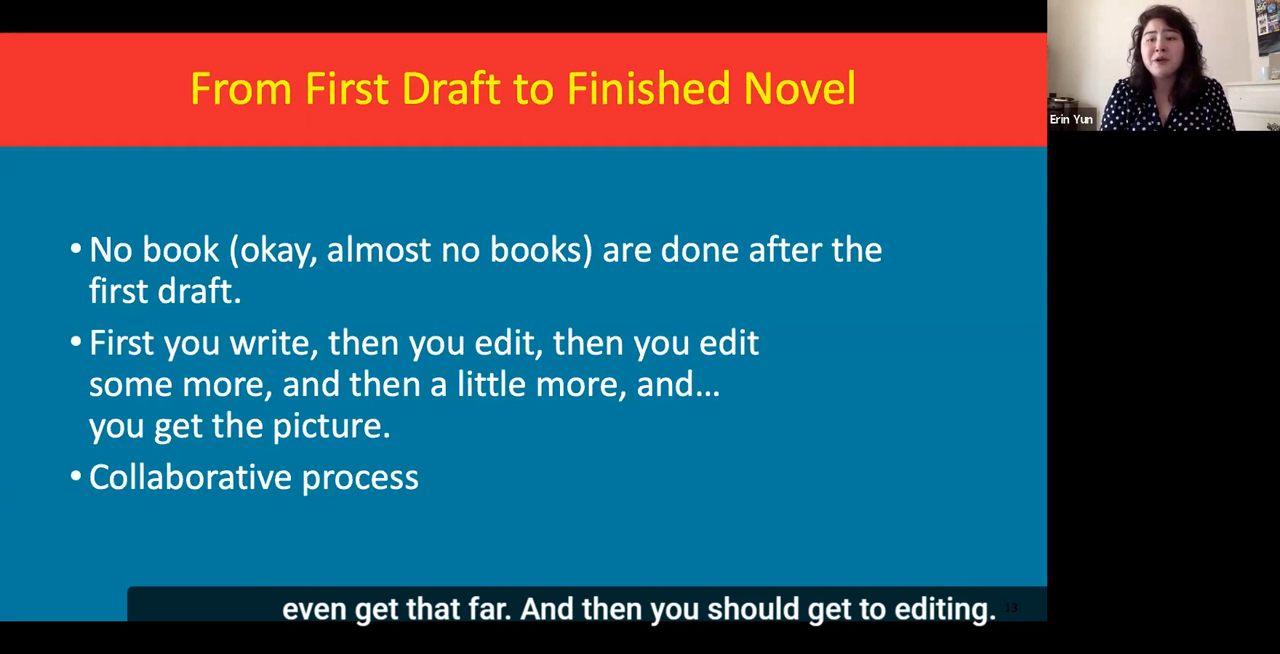 From First Draft to Finished Novel
Erin Yun
• No book (okay, almost no books) are done after the
first draft.
• First you write, then you edit, then you edit
some more, and then a little more, and...
you get the picture.
• Collaborative process
even get that far. And then you should get to editing.
13